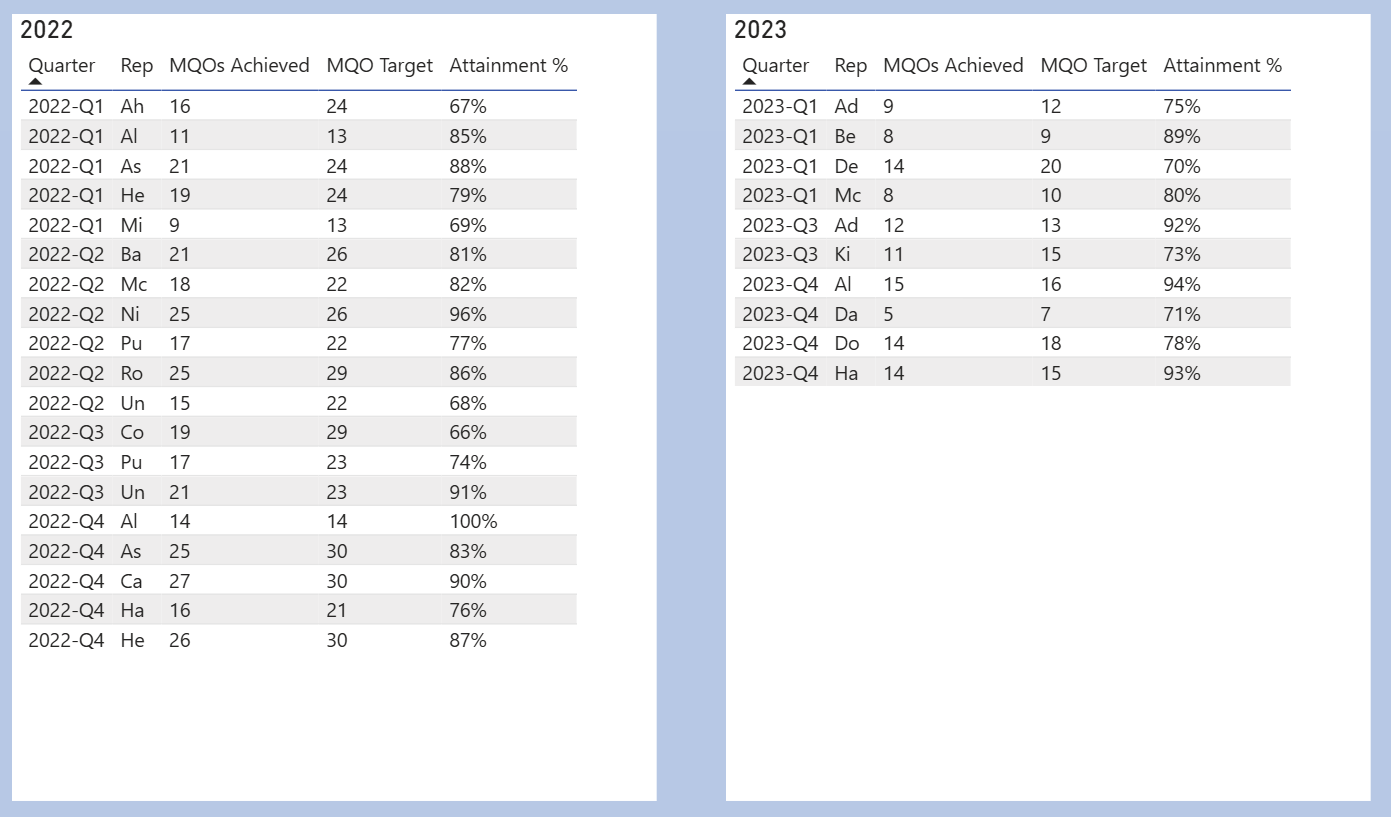 2022
Quarter Rep MQOs Achieved MQO Target Attainment %
2022-Q1 Ah 16 24 67%
2022-Q1 Al 11 13 85%
2022-Q1 As 21 24 88%
2022-Q1 He 19 24 79%
2022-Q1 Mi 9 13 69%
2022-Q2 Ba 21 26 81%
2022-Q2 Mc 18 22 82%
2022-Q2 Ni 25 26 96%
2022-Q2 Pu 17 22 77%
2022-Q2 Ro 25 29 86%
2022-Q2 Un 15 22 68%
2022-Q3 Co 19 29 66%
2022-Q3 Pu 17 23 74%
2022-Q3 Un 21 23 91%
2022-Q4 Al 14 14 100%
2022-Q4 As 25 30 83%
2022-Q4 Ca 27 30 90%
2022-Q4 Ha 16 21 76%
2022-Q4 He 26 30 87%
2023
Quarter Rep MQOs Achieved MQO Target Attainment %
2023-Q1 Ad 9 12 75%
2023-Q1 Be 8 9 89%
2023-Q1 De 14 20 70%
2023-Q1 Mc 8 10 80%
2023-Q3 Ad 12 13 92%
2023-Q3 Ki 11 15 73%
2023-Q4 Al 15 16 94%
2023-Q4 Da 5 7 71%
2023-Q4 Do 14 18 78%
2023-Q4 Ha 14 15 93%